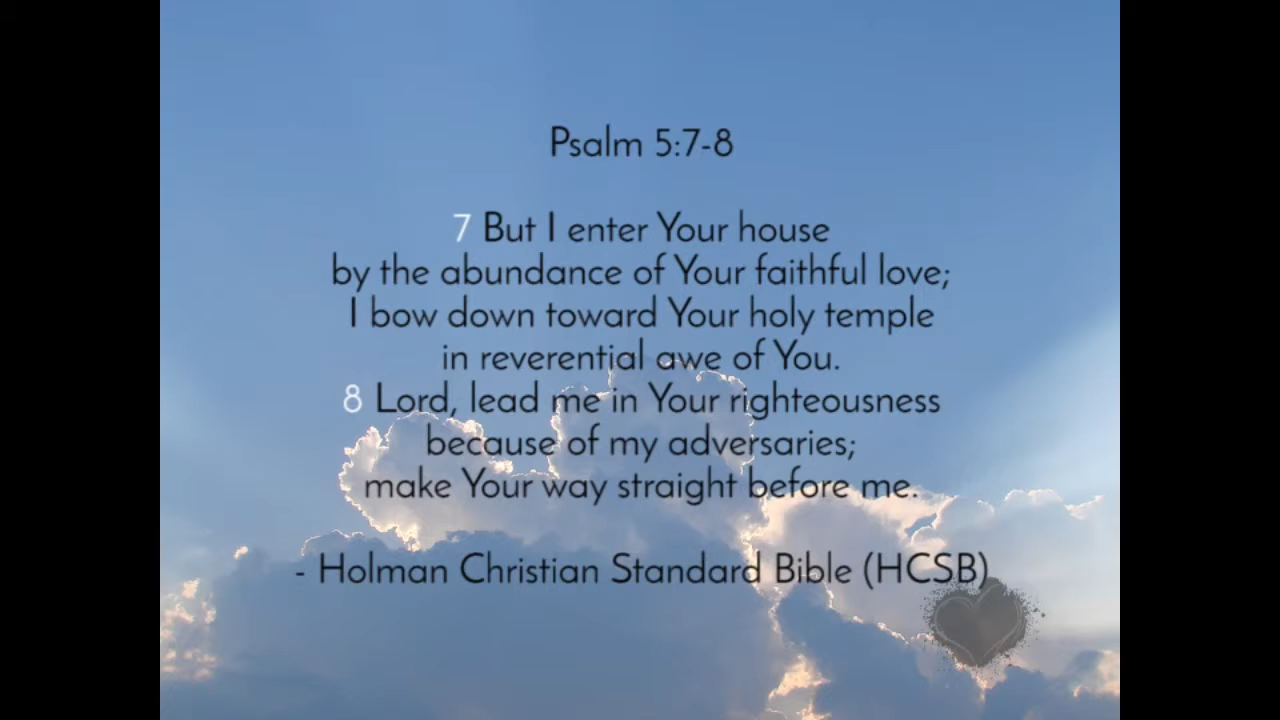 Psalm 5:7-8
7 But I enter Your house
by the abundance of Your faithful love;
I bow down toward Your holy temple
in reverential awe of You.
8 Lord, lead me in Your righteousness
because of my adversaries;
make Your way straight before me.
- Holman Christian Standard Bible (HCSB)